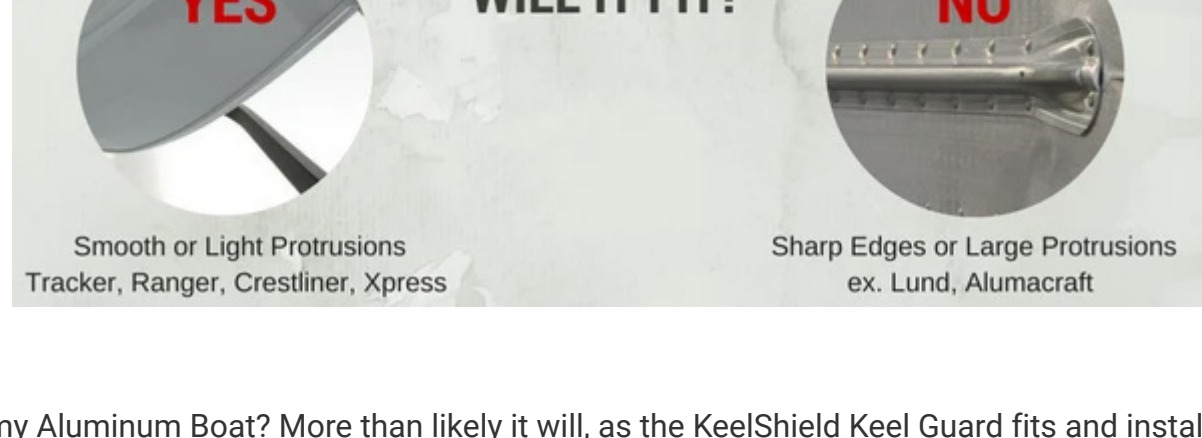 YES
WILL IT FIT?
NO
Smooth or Light Protrusions
Tracker, Ranger, Crestliner, Xpress
Sharp Edges or Large Protrusions
ex. Lund, Alumacraft
my Aluminum Boat? More than likely it will, as the KeelShield Keel Guard fits and instal